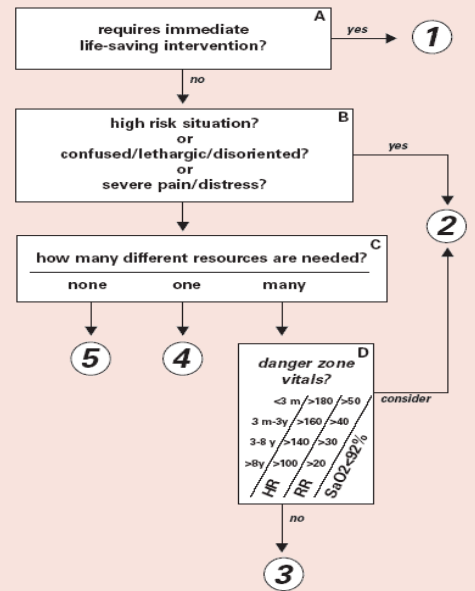 A
requires immediate
life-saving intervention?
yes
1
no
B
high risk situation?
or
confused/lethargic/disoriented?
or
severe pain/distress?
yes
2
C
how many different resources are needed?
none one many
5 4
D
danger zone
vitals?
<3 m >180 >50
3 m-3y >160 >40
3-8 y >140 >30
>8y >100 >20
HR RR SaO2<92%
consider
no
3